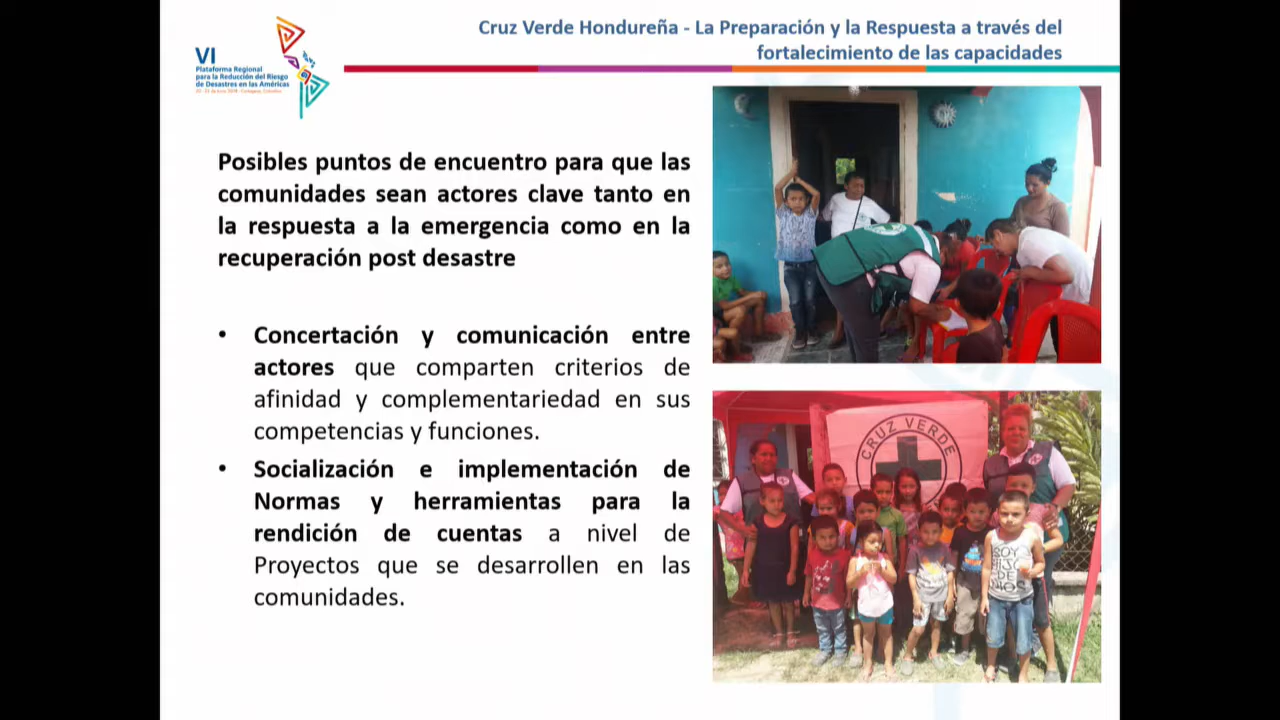 Cruz Verde Hondureña - La Preparación y la Respuesta a través del
fortalecimiento de las capacidades
VI
Plataforma Regional
para la Reducción del Riesgo
de Desastres en las Américas
Posibles puntos de encuentro para que las
comunidades sean actores clave tanto en
la respuesta a la emergencia como en la
recuperación post desastre
• Concertación y comunicación entre
actores que comparten criterios de
afinidad y complementariedad en sus
competencias y funciones.
• Socialización e implementación de
Normas y herramientas para la
rendición de cuentas a nivel de
Proyectos que se desarrollen en las
comunidades.
CRUZ VERDE
SOY
HIJO
DE
DIOS